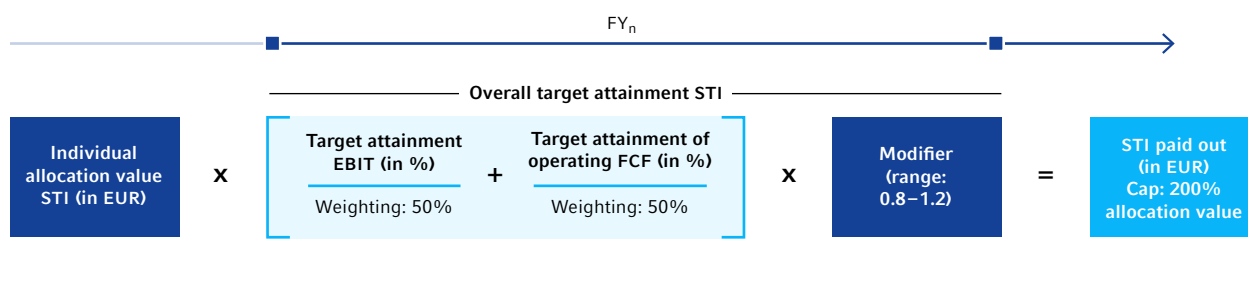 FYn
Overall target attainment STI
Individual
allocation value
STI (in EUR)
x
Target attainment
EBIT (in %)
Weighting: 50%
+
Target attainment of
operating FCF (in %)
Weighting: 50%
x
Modifier
(range:
0.8–1.2)
=
STI paid out
(in EUR)
Cap: 200%
allocation value